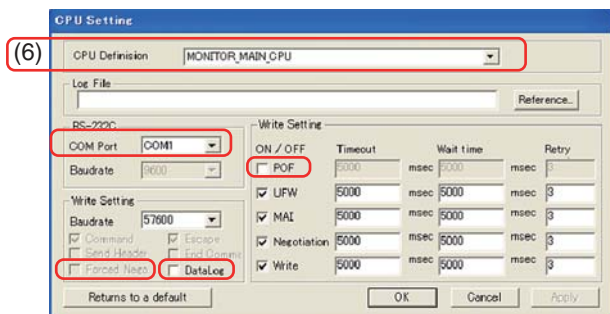 CPU Setting
(6)
CPU Definision MONITOR_MAIN_CPU
Log File
Reference...
RS-232C
COM Port COM1
Baudrate 9600
Write Setting
Baudrate 57600
Command Escape
Send Header End Comme
Forced Nego DataLog
Write Setting
ON / OFF Timeout Wait time Retry
POF 5000 msec 5000 msec 3
UFW 5000 msec 5000 msec 3
MAI 5000 msec 5000 msec 3
Negotiation 5000 msec 5000 msec 3
Write 5000 msec 5000 msec 3
Returns to a default
OK Cancel Apply